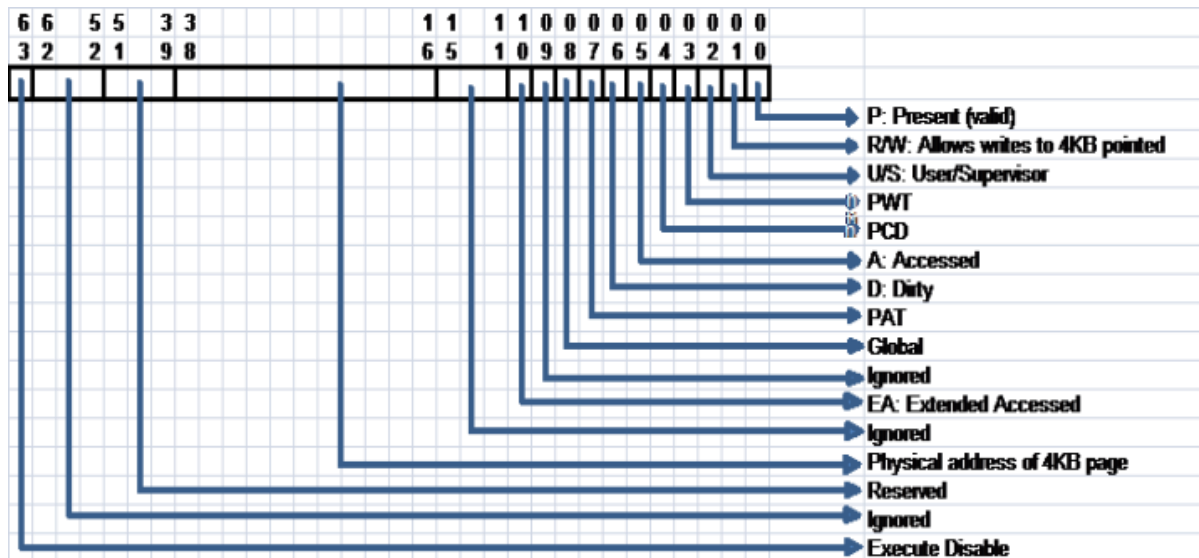 6 6 5 5 3 3 1 1 1 1 0 0 0 0 0 0 0 0 0 0
3 2 2 1 9 8 6 5 1 0 9 8 7 6 5 4 3 2 1 0
P: Present (valid)
R/W: Allows writes to 4KB pointed
U/S: User/Supervisor
PWT
PCD
A: Accessed
D: Dirty
PAT
Global
Ignored
EA: Extended Accessed
Ignored
Physical address of 4KB page
Reserved
Ignored
Execute Disable